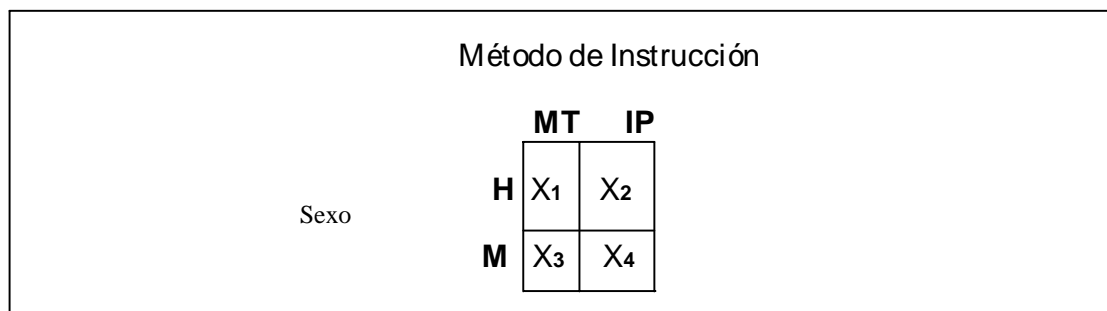 Método de Instrucción
MT IP
H X1 X2
Sexo
M X3 X4